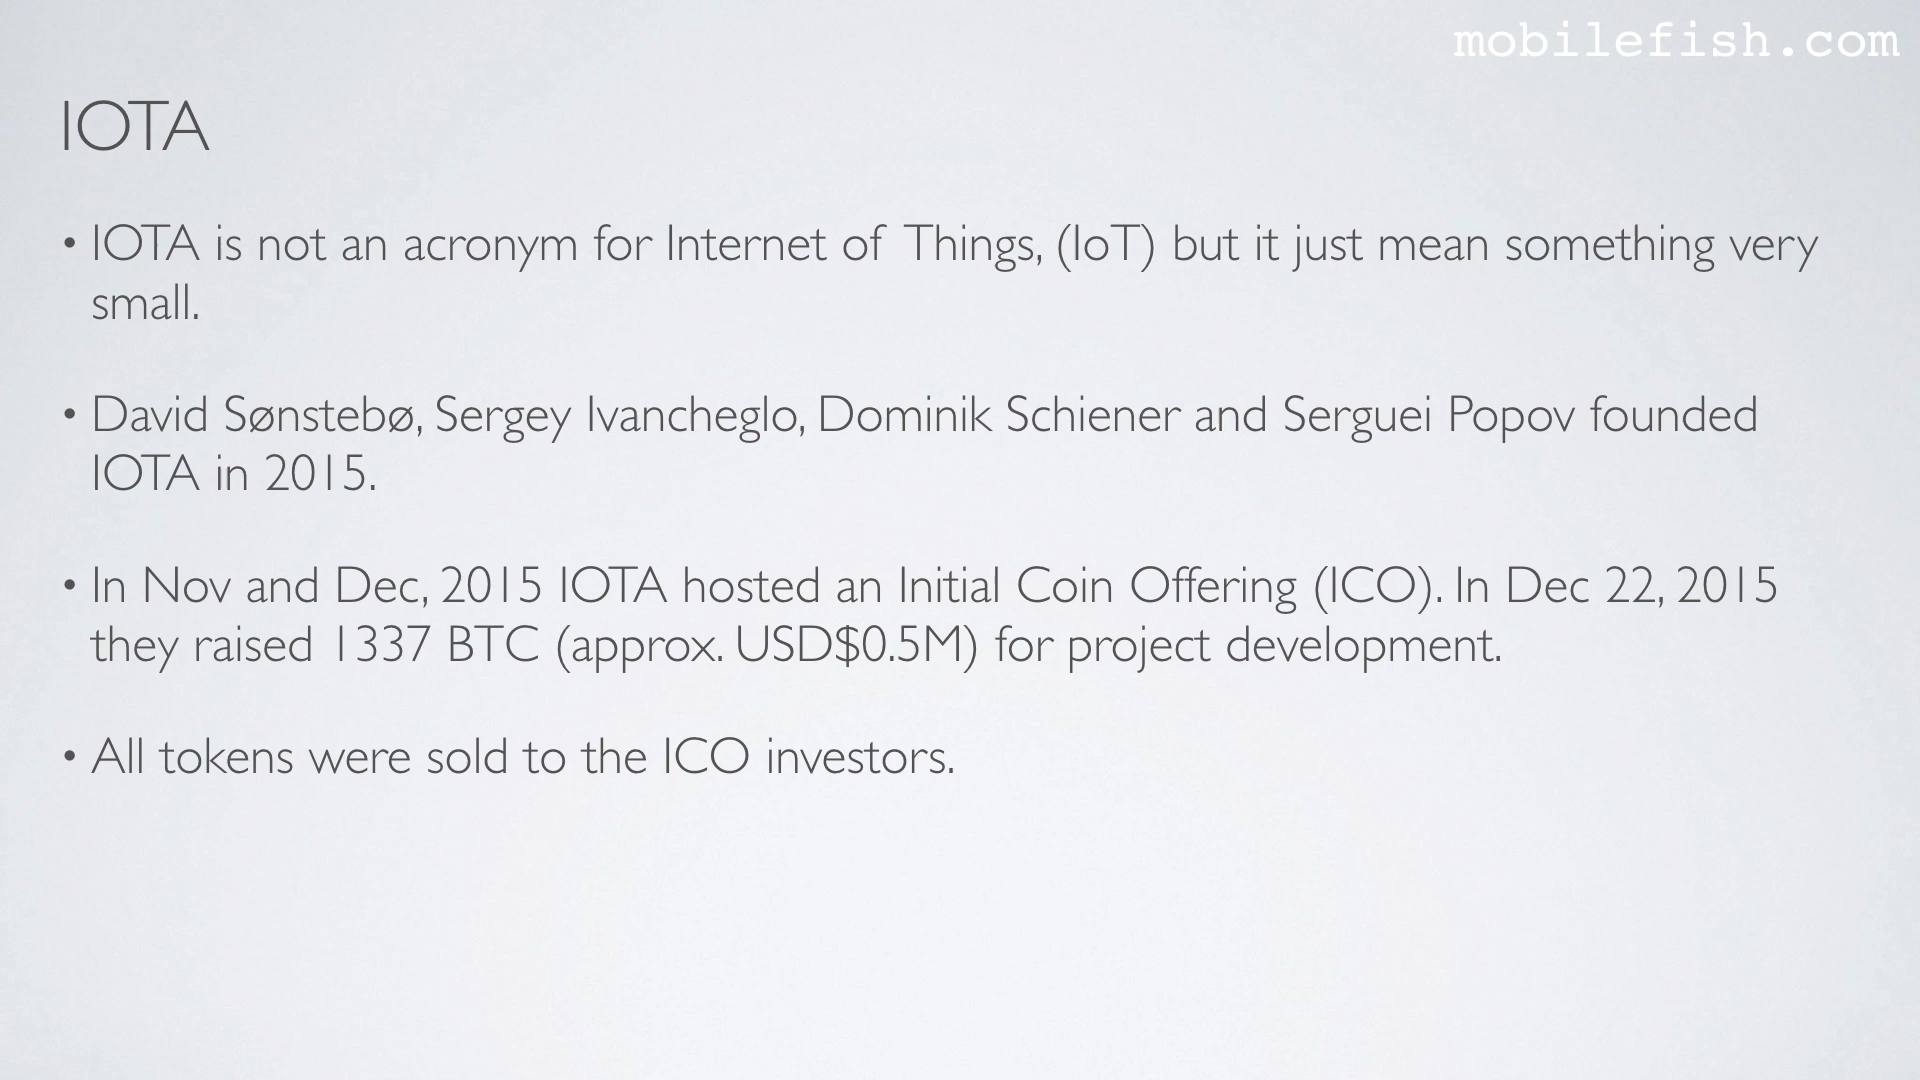 mobilefish.com
IOTA
• IOTA is not an acronym for Internet of Things, (IoT) but it just mean something very
small.
• David Sønstebø, Sergey Ivancheglo, Dominik Schiener and Serguei Popov founded
IOTA in 2015.
• In Nov and Dec, 2015 IOTA hosted an Initial Coin Offering (ICO). In Dec 22, 2015
they raised 1337 BTC (approx. USD$0.5M) for project development.
• All tokens were sold to the ICO investors.